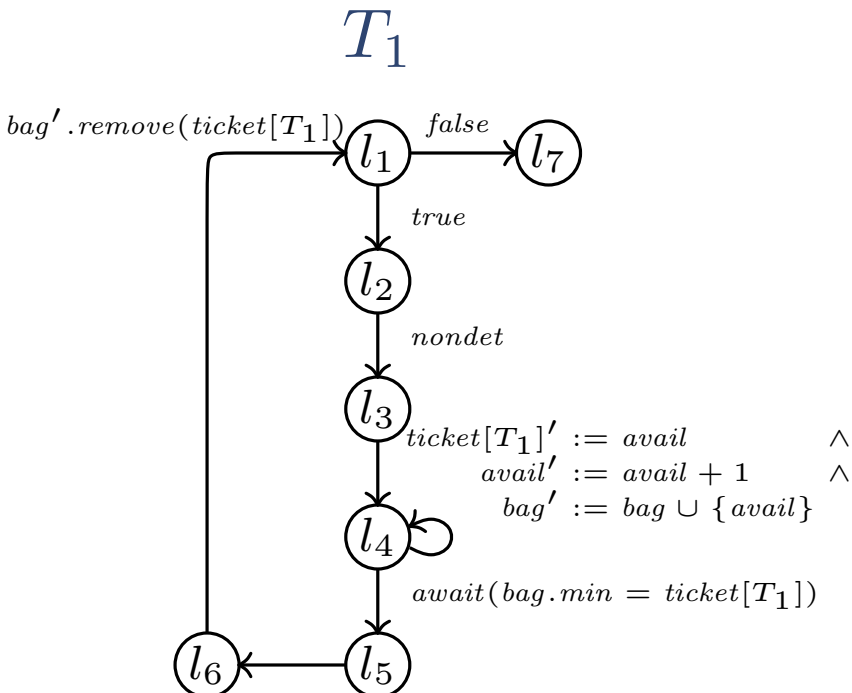 T₁
bag′.remove(ticket[T₁])
false
l₁
l₇
true
l₂
nondet
l₃
ticket[T₁]′ := avail ∧
avail′ := avail + 1 ∧
bag′ := bag ∪ {avail}
l₄
await(bag.min = ticket[T₁])
l₆
l₅